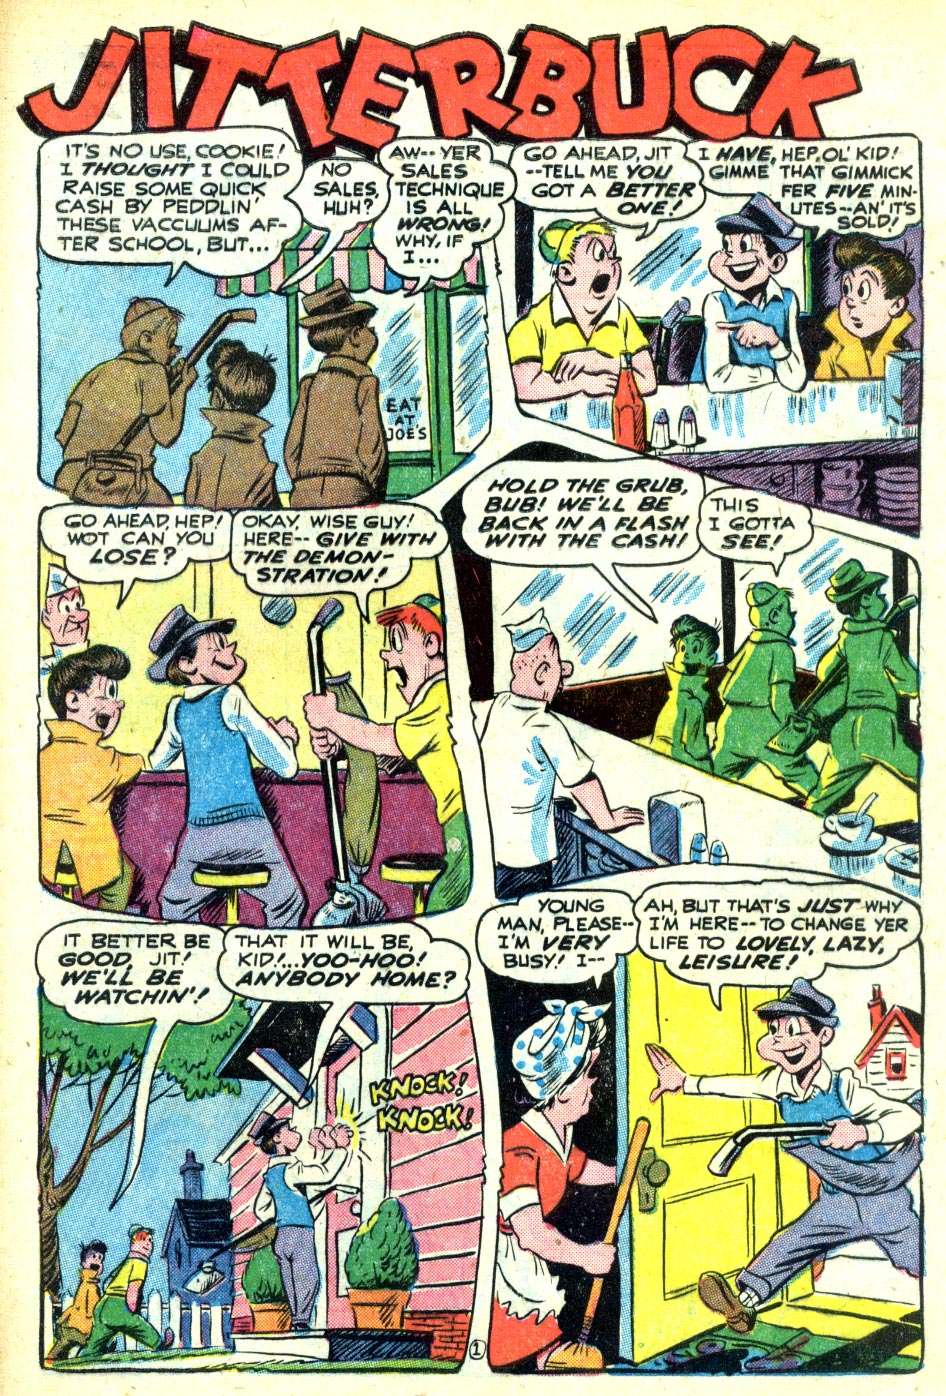 JITTERBUCK
IT'S NO USE, COOKIE!
I THOUGHT I COULD
RAISE SOME QUICK
CASH BY PEDDLIN'
THESE VACCUUMS AF-
TER SCHOOL, BUT...
NO
SALES,
HUH?
AW-- YER
SALES
TECHNIQUE
IS ALL
WRONG!
WHY, IF
I...
EAT
AT
JOE'S
GO AHEAD, JIT
--TELL ME YOU
GOT A BETTER
ONE!
I HAVE, HEP, OL' KID!
GIMME THAT GIMMICK
FER FIVE MIN-
UTES--AN' IT'S
SOLD!
GO AHEAD, HEP!
WOT CAN YOU
LOSE?
OKAY, WISE GUY!
HERE-- GIVE WITH
THE DEMON-
STRATION!
HOLD THE GRUB,
BUB! WE'LL BE
BACK IN A FLASH
WITH THE CASH!
THIS
I GOTTA
SEE!
IT BETTER BE
GOOD, JIT!
WE'LL BE
WATCHIN'!
THAT IT WILL BE,
KID!...YOO-HOO!
ANYBODY HOME?
KNOCK!
KNOCK!
YOUNG
MAN, PLEASE--
I'M VERY
BUSY! I--
AH, BUT THAT'S JUST WHY
I'M HERE-- TO CHANGE YER
LIFE TO LOVELY, LAZY,
LEISURE!
1